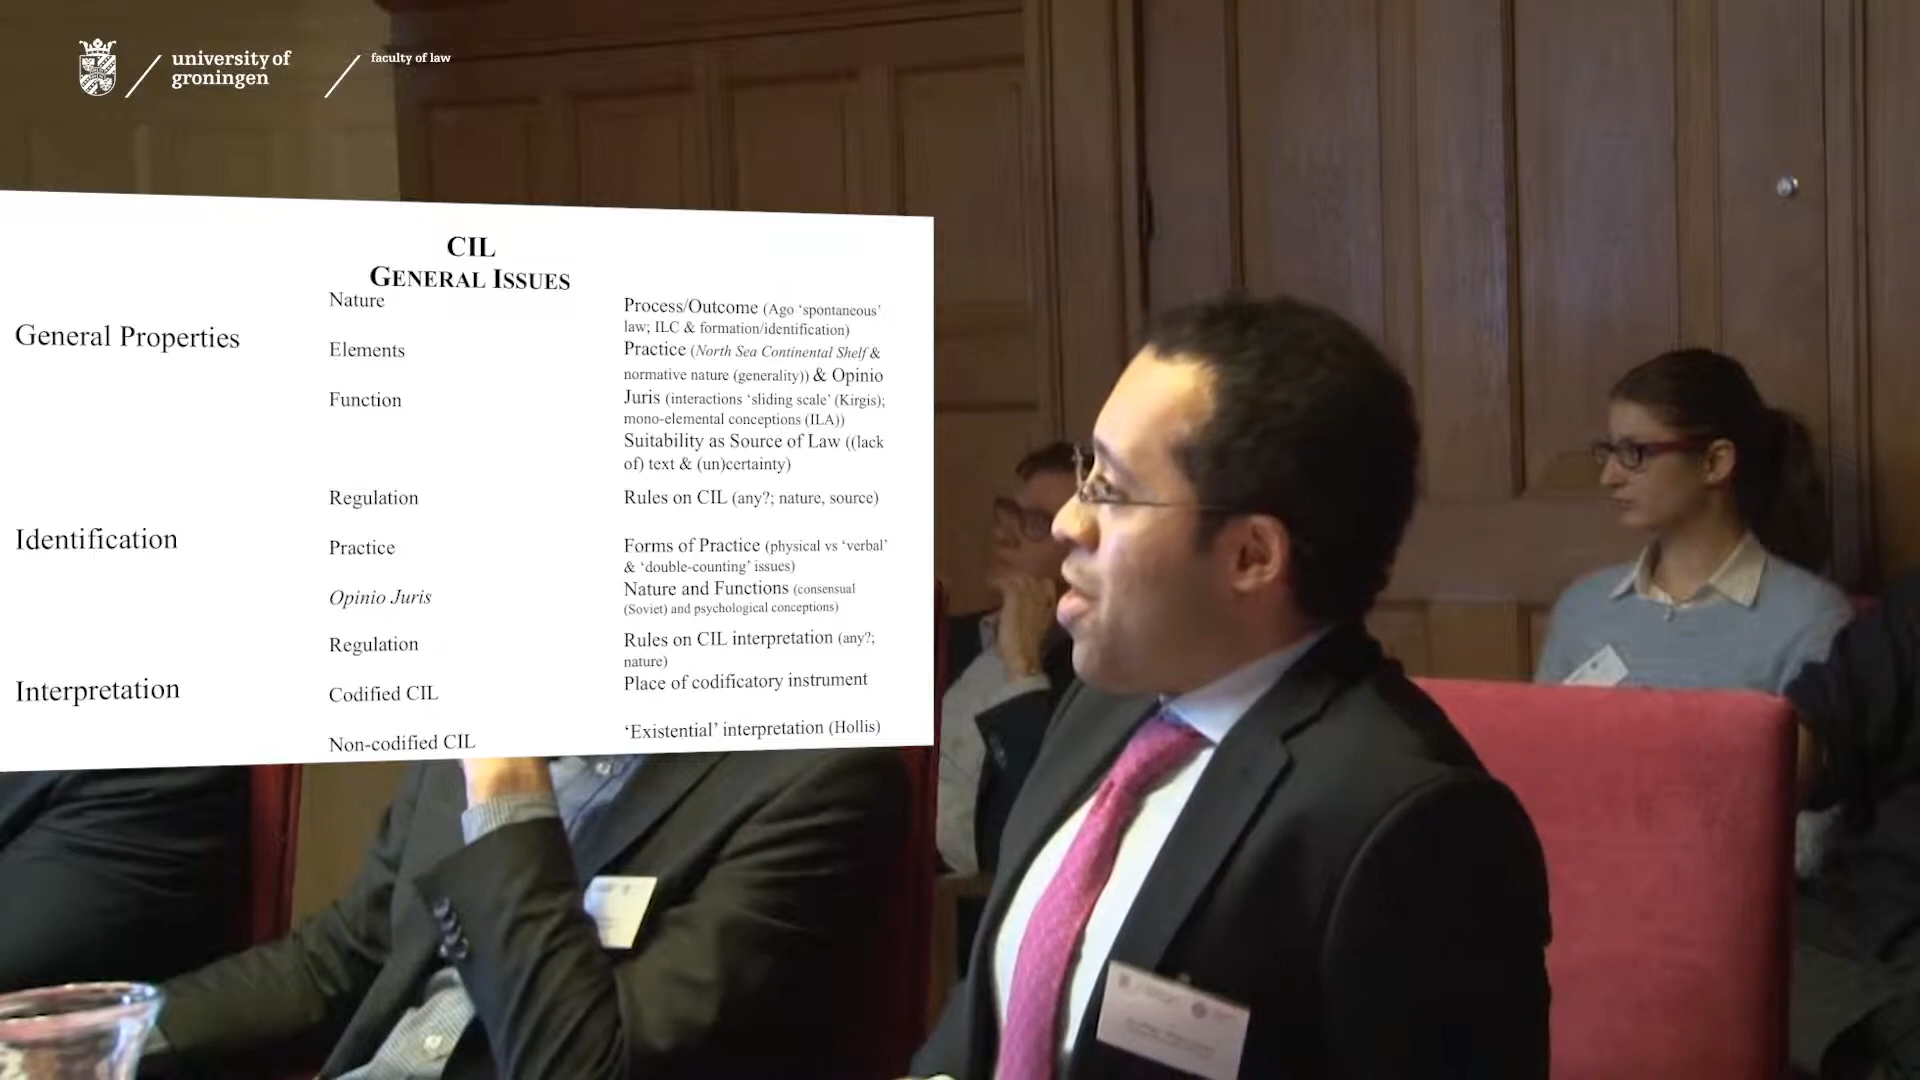 university of
groningen
faculty of law
CIL
GENERAL ISSUES
General Properties
Nature
Elements
Function
Process/Outcome (Ago ‘spontaneous’
law; ILC & formation/identification)
Practice (North Sea Continental Shelf &
normative nature (generality)) & Opinio
Juris (interactions ‘sliding scale’ (Kirgis);
mono-elemental conceptions (ILA))
Suitability as Source of Law ((lack
of) text & (un)certainty)
Identification
Regulation
Practice
Opinio Juris
Rules on CIL (any?; nature, source)
Forms of Practice (physical vs ‘verbal’
& ‘double-counting’ issues)
Nature and Functions (consensual
(Soviet) and psychological conceptions)
Interpretation
Regulation
Codified CIL
Non-codified CIL
Rules on CIL interpretation (any?;
nature)
Place of codificatory instrument
‘Existential’ interpretation (Hollis)